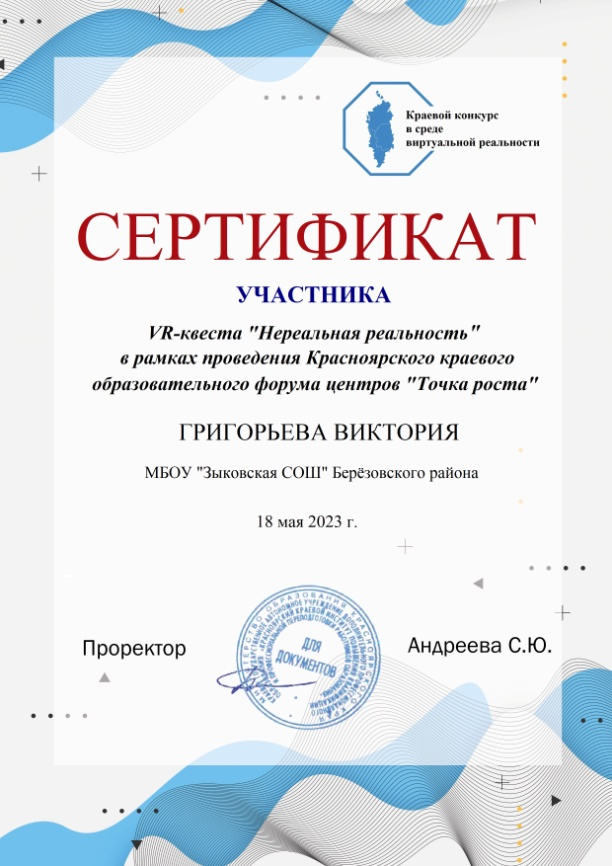 Краевой конкурс
в среде
виртуальной реальности
СЕРТИФИКАТ
УЧАСТНИКА
VR-квеста "Нереальная реальность"
в рамках проведения Красноярского краевого
образовательного форума центров "Точка роста"
ГРИГОРЬЕВА ВИКТОРИЯ
МБОУ "Зыковская СОШ" Берёзовского района
18 мая 2023 г.
Проректор
ДЛЯ
ДОКУМЕНТОВ
Андреева С.Ю.